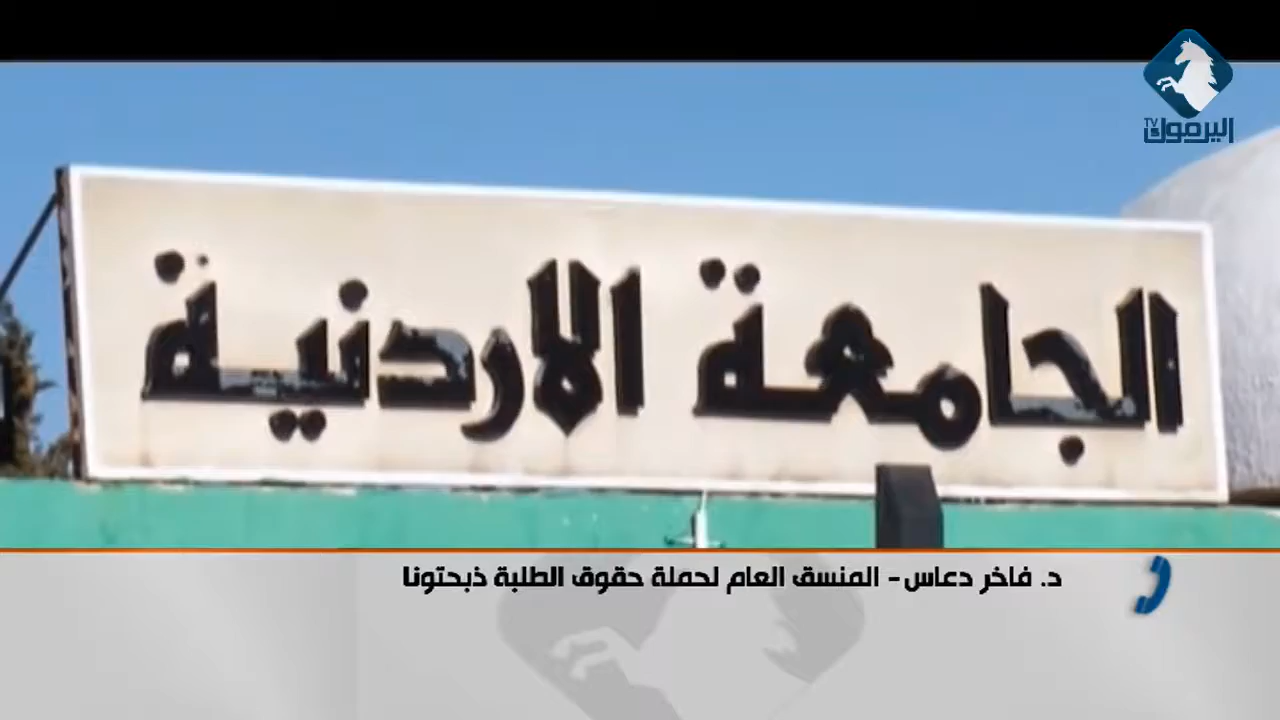 اليرموك TV
الجامعة الاردنية
د. فاخر دعاس - المنسق العام لحملة حقوق الطلبة ذبحتونا